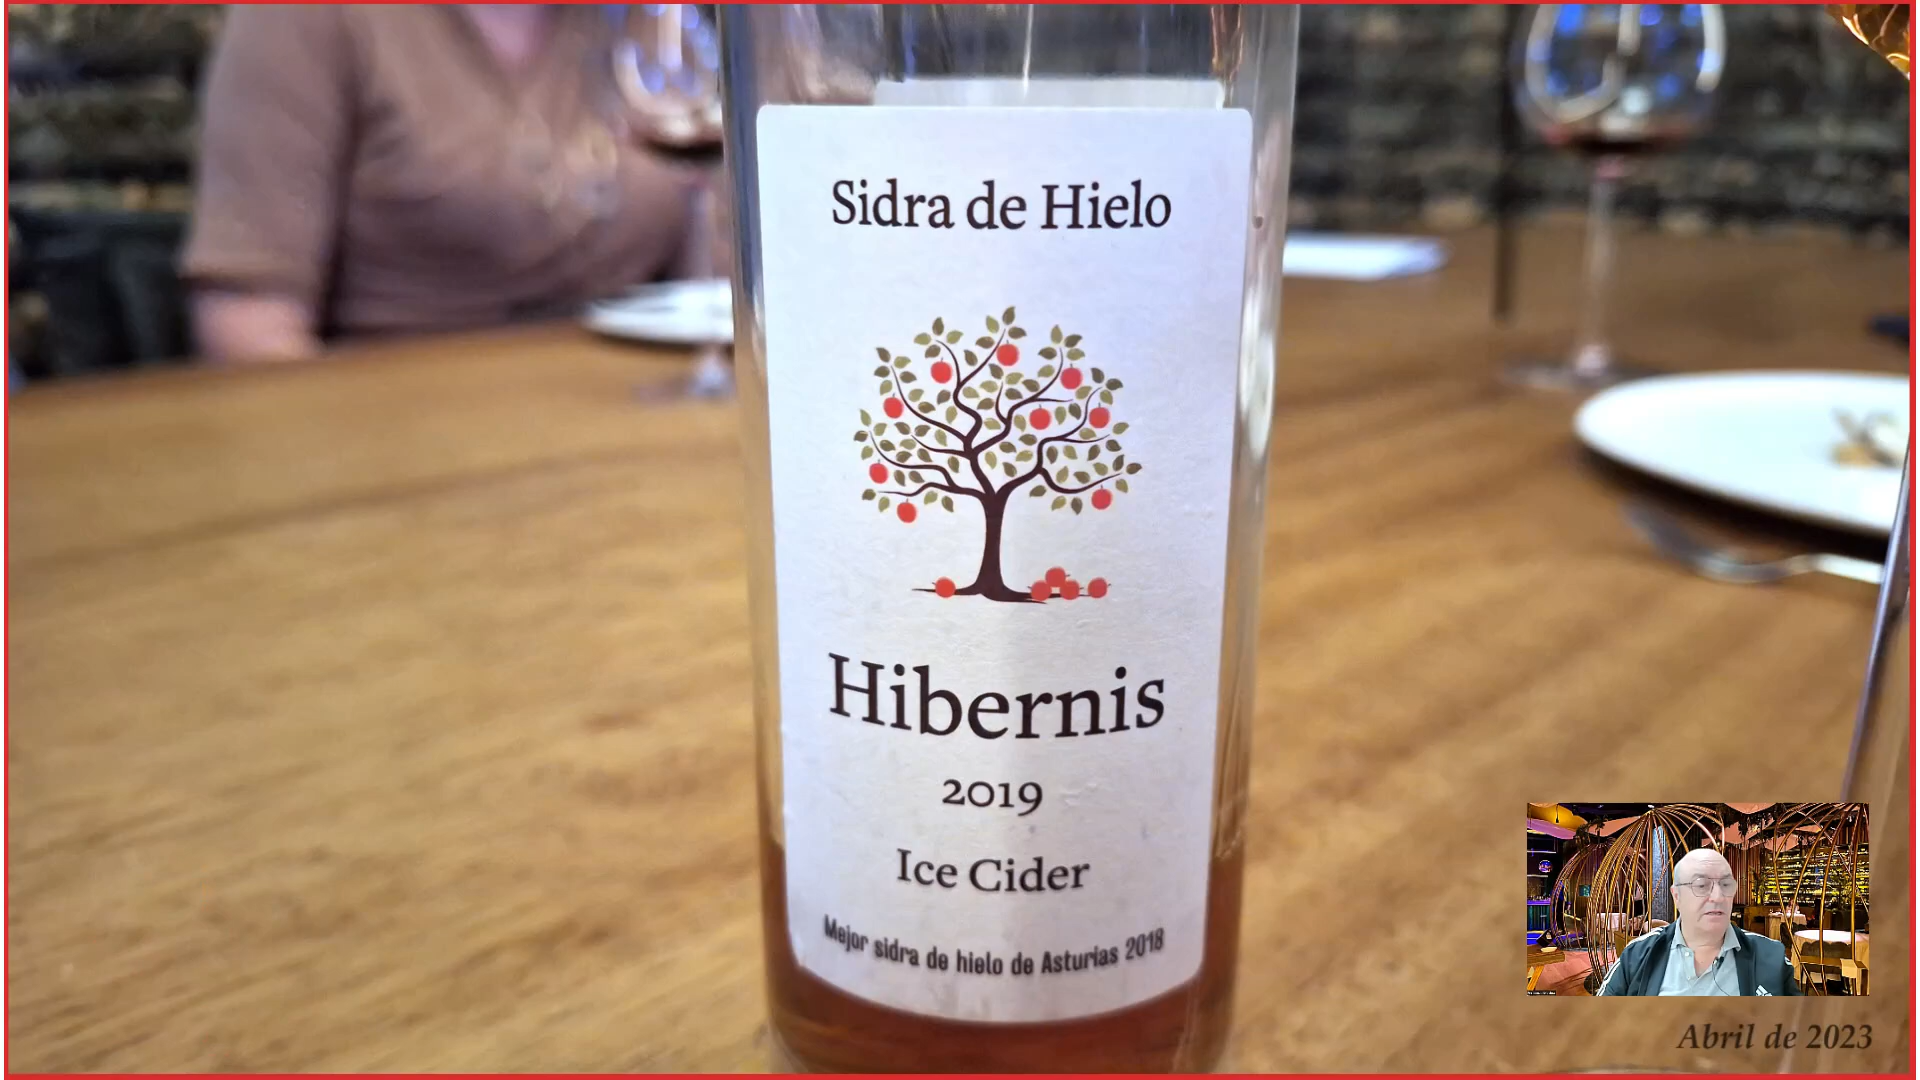 Sidra de Hielo
Hibernis
2019
Ice Cider
Mejor sidra de hielo de Asturias 2018
Abril de 2023